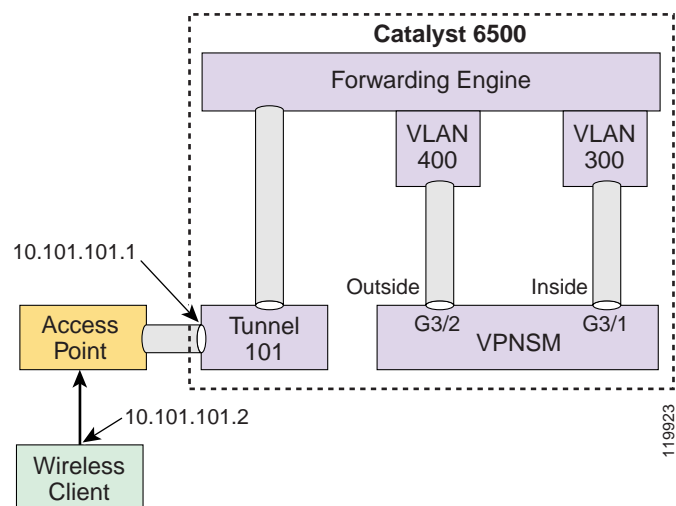 Catalyst 6500
Forwarding Engine
VLAN
400
VLAN
300
10.101.101.1
Outside
Inside
Access
Point
Tunnel
101
G3/2
G3/1
VPNSM
10.101.101.2
Wireless
Client
119923